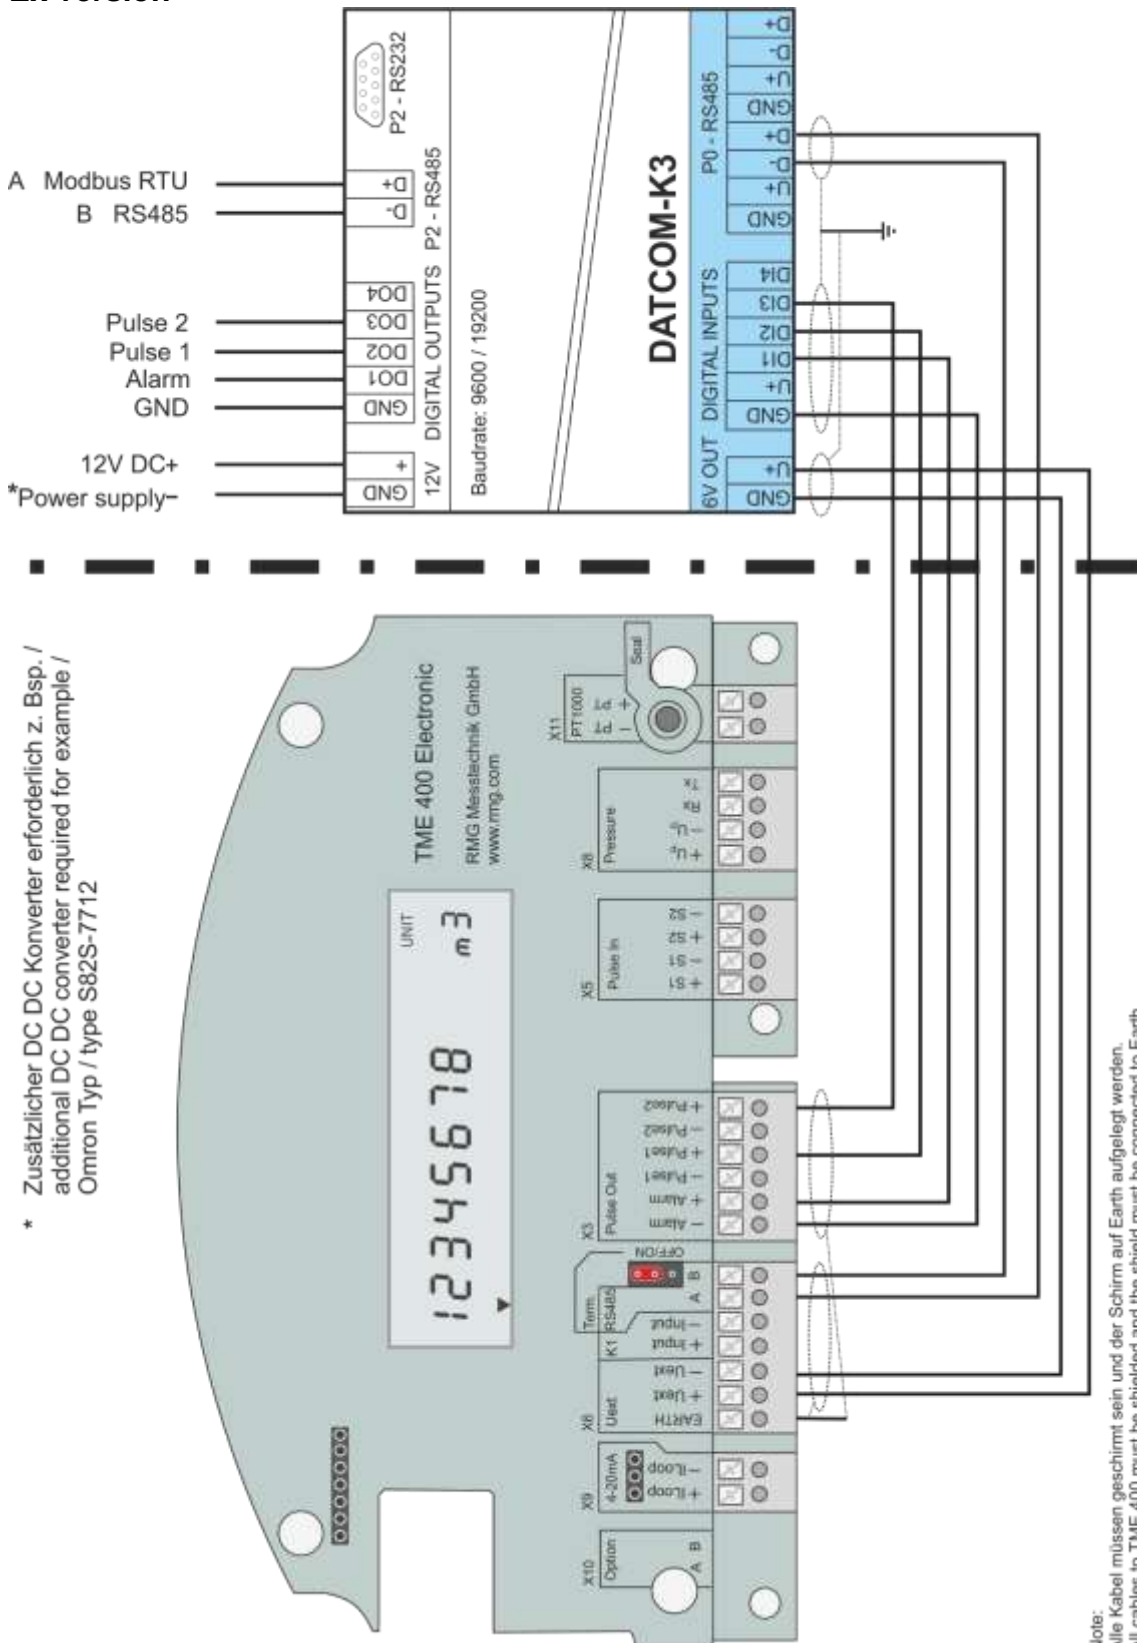 A Modbus RTU
B RS485
Pulse 2
Pulse 1
Alarm
GND
12V DC+
*Power supply–
P2 - RS232
D+
D-
P2 - RS485
DO4
DO3
DO2
DO1
GND
DIGITAL OUTPUTS
+
GND
12V
Baudrate: 9600 / 19200
DATCOM-K3
P0 - RS485
D+
D-
U+
GND
D+
D-
U+
GND
DIGITAL INPUTS
DI4
DI3
DI2
DI1
U+
GND
6V OUT
U+
GND
* Zusätzlicher DC DC Konverter erforderlich z. Bsp. /
additional DC DC converter required for example /
Omron Typ / type S82S-7712
TME 400 Electronic
RMG Messtechnik GmbH
www.rmg.com
UNIT
12345678 m3
Seal
X11
PT1000
+ PT
– PT
X8
Pressure
Tx
Rx
– Up
+ Up
X5
Pulse In
– S2
+ S2
– S1
+ S1
X3
Pulse Out
+ Pulse2
– Pulse2
+ Pulse1
– Pulse1
+ Alarm
– Alarm
OFF/ON
Term.
RS485
B
A
K1
– Input
+ Input
X6
Uext
– Uext
+ Uext
EARTH
X9
4-20mA
– ILoop
+ ILoop
X10
Option
B
A
Alle Kabel müssen geschirmt sein und der Schirm auf Earth aufgelegt werden.
All cables to TME 400 must be shielded and the shield must be connected to Earth